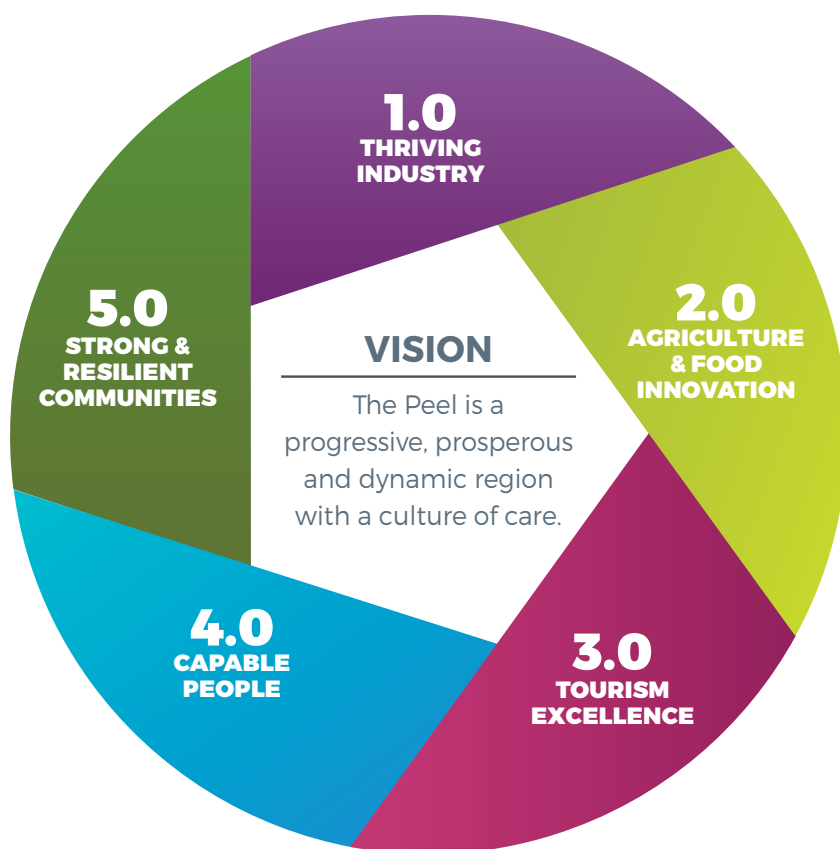 1.0
THRIVING
INDUSTRY
2.0
AGRICULTURE
& FOOD
INNOVATION
3.0
TOURISM
EXCELLENCE
4.0
CAPABLE
PEOPLE
5.0
STRONG &
RESILIENT
COMMUNITIES
VISION
The Peel is a
progressive, prosperous
and dynamic region
with a culture of care.